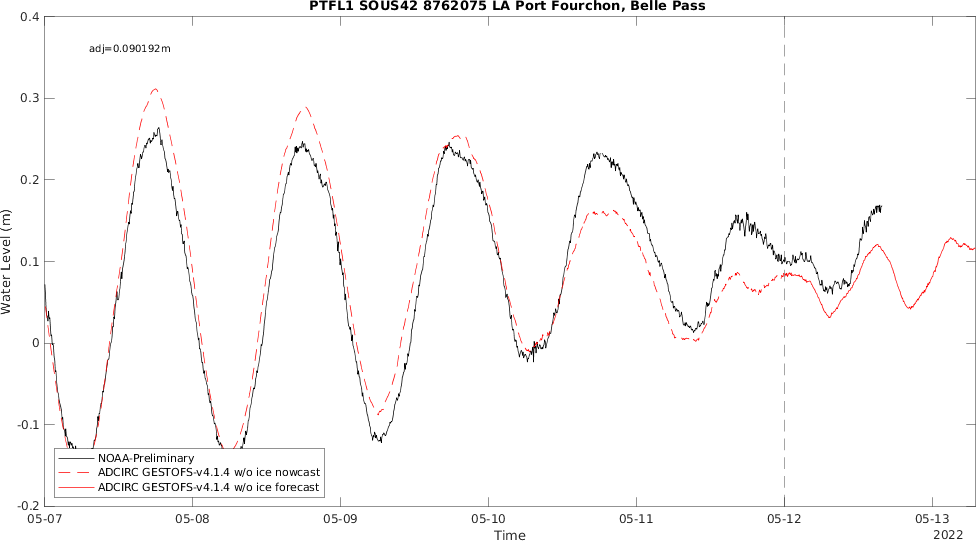 PTFL1 SOUS42 8762075 LA Port Fourchon, Belle Pass
adj=0.090192m
Water Level (m)
0.4
0.3
0.2
0.1
0
-0.1
-0.2
NOAA-Preliminary
ADCIRC GESTOFS-v4.1.4 w/o ice nowcast
ADCIRC GESTOFS-v4.1.4 w/o ice forecast
05-07 05-08 05-09 05-10 05-11 05-12 05-13
Time
2022